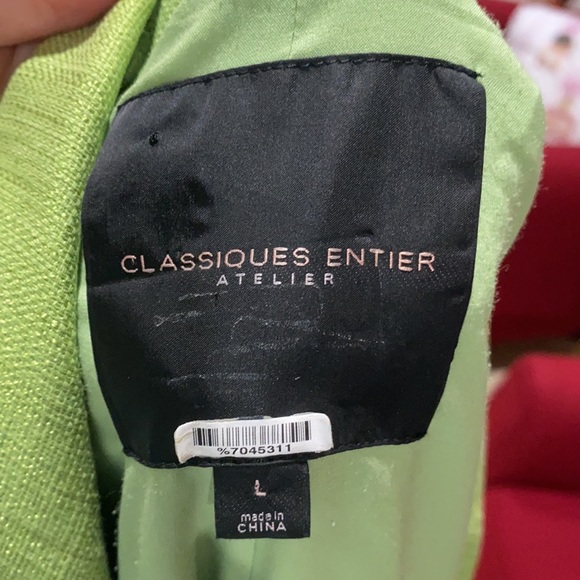 CLASSIQUES ENTIER
ATELIER
%7045311
L
made in
CHINA